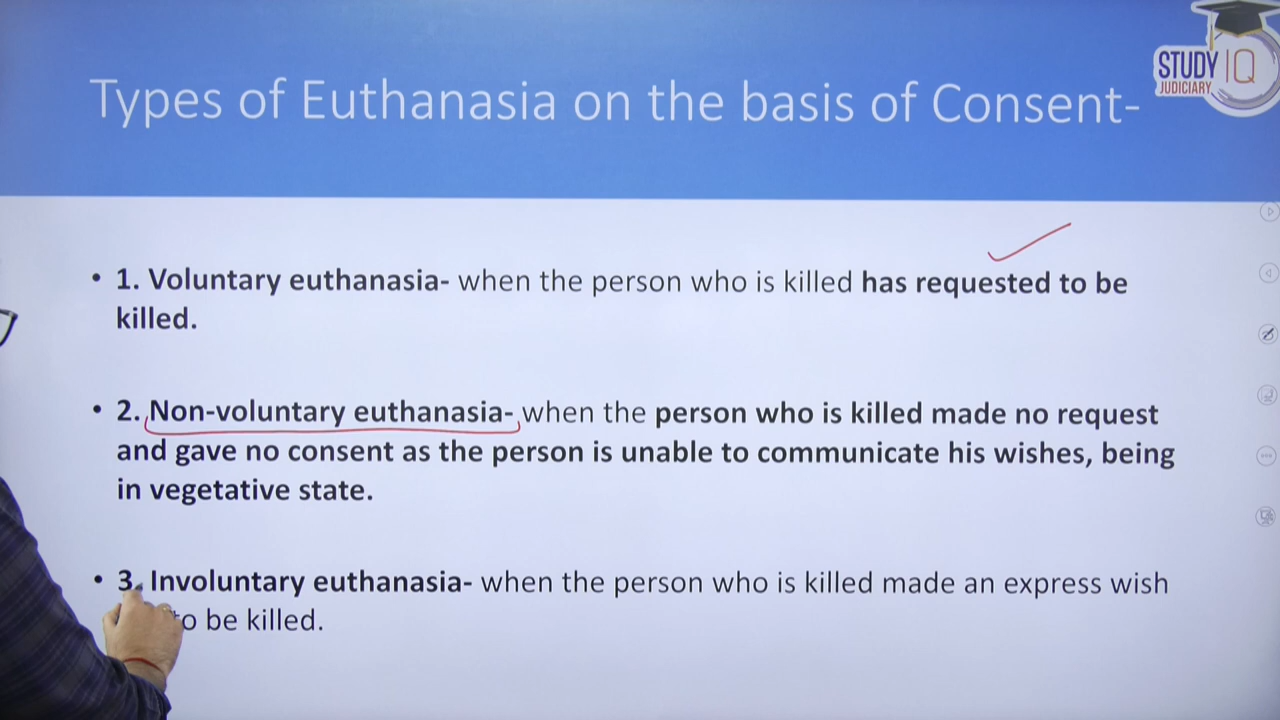 STUDY IQ
JUDICIARY
Types of Euthanasia on the basis of Consent-
• 1. Voluntary euthanasia- when the person who is killed has requested to be
killed.
• 2. Non-voluntary euthanasia- when the person who is killed made no request
and gave no consent as the person is unable to communicate his wishes, being
in vegetative state.
• 3. Involuntary euthanasia- when the person who is killed made an express wish
be killed.